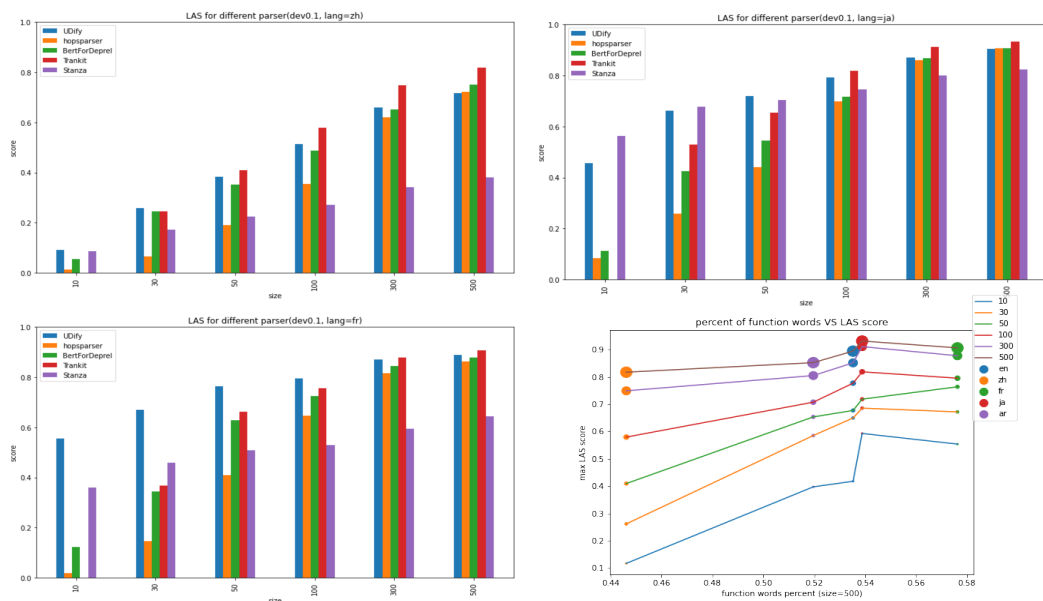 LAS for different parser(dev0.1, lang=zh)
1.0
0.8
0.6
0.4
0.2
0.0
score
UDify
hopsparser
BertForDeprel
Trankit
Stanza
10
30
50
100
300
500
size
LAS for different parser(dev0.1, lang=ja)
1.0
0.8
0.6
0.4
0.2
0.0
score
UDify
hopsparser
BertForDeprel
Trankit
Stanza
10
30
50
100
300
500
size
LAS for different parser(dev0.1, lang=fr)
1.0
0.8
0.6
0.4
0.2
0.0
score
UDify
hopsparser
BertForDeprel
Trankit
Stanza
10
30
50
100
300
500
size
percent of function words VS LAS score
0.9
0.8
0.7
0.6
0.5
0.4
0.3
0.2
0.1
max LAS score
10
30
50
100
300
500
en
zh
fr
ja
ar
0.44 0.46 0.48 0.50 0.52 0.54 0.56 0.58
function words percent (size=500)